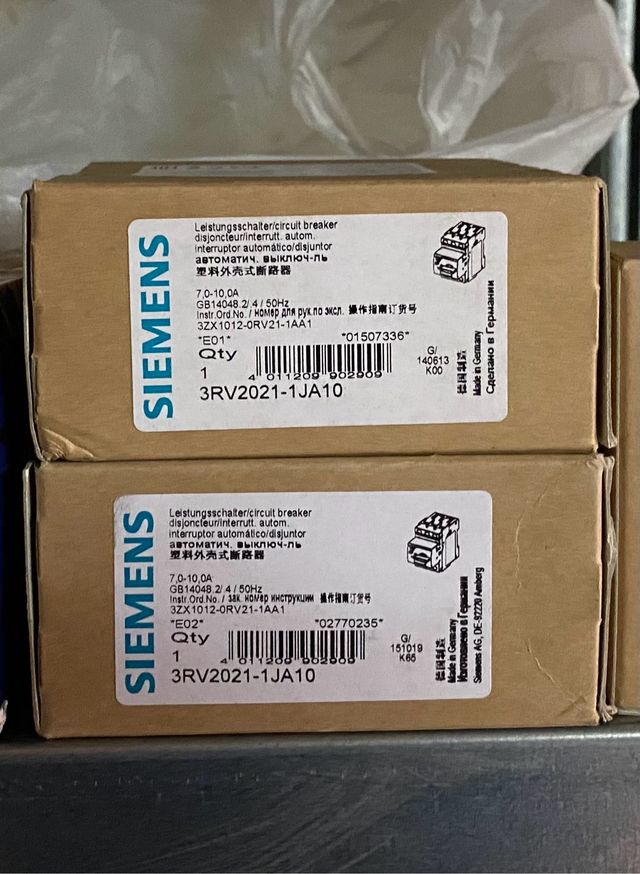 SIEMENS
Leistungsschalter/circuit breaker
disjoncteur/interrutt. autom.
interruptor automático/disjuntor
автоматич. выключ-ль
塑料外壳式断路器
7,0-10,0A
GB14048.2/ 4 / 50Hz
Instr.Ord.No. / номер для рук.по экспл. 操作指南订货号
3ZX1012-0RV21-1AA1
*E01* *01507336*
Qty
1
4 011209 902909
3RV2021-1JA10
G/
140613
K00
德国制造
Made in Germany
Сделано в Германии
SIEMENS
Leistungsschalter/circuit breaker
disjoncteur/interrutt. autom.
interruptor automático/disjuntor
автоматич. выключ-ль
塑料外壳式断路器
7,0-10,0A
GB14048.2/ 4 / 50Hz
Instr.Ord.No. / зак. номер инструкции 操作指南订货号
3ZX1012-0RV21-1AA1
*E02* *02770235*
Qty
1
4 011209 902909
3RV2021-1JA10
G/
151019
K65
德国制造
Made in Germany
Изготовлено в Германии
Siemens AG, DE-92220 Amberg